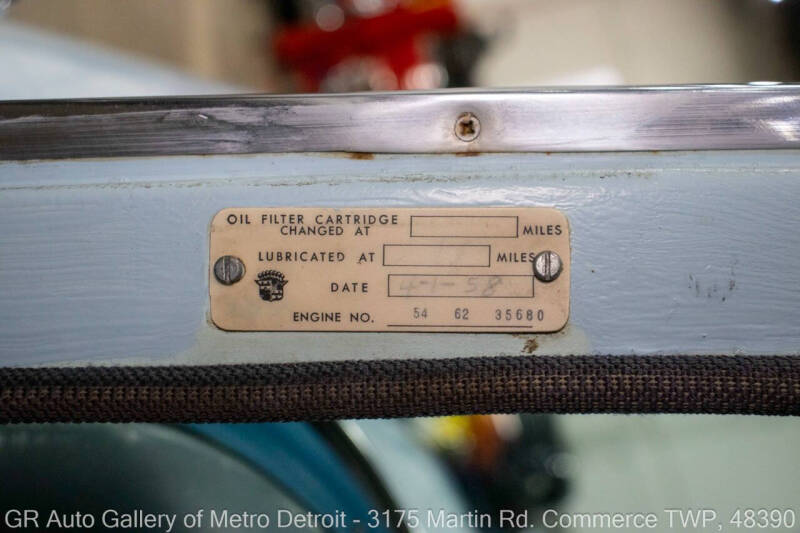 OIL FILTER CARTRIDGE
CHANGED AT MILES
LUBRICATED AT MILES
DATE 4-1-58
ENGINE NO. 54 62 35680
GR Auto Gallery of Metro Detroit - 3175 Martin Rd. Commerce TWP, 48390